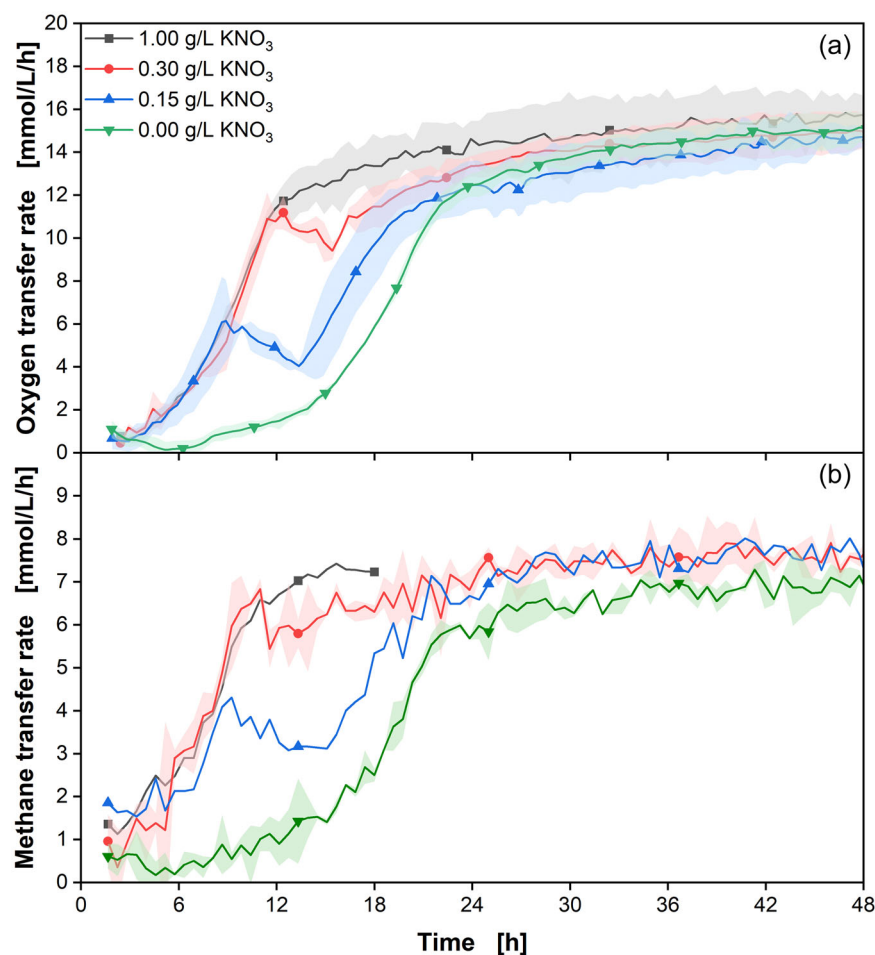 (a)
1.00 g/L KNO₃
0.30 g/L KNO₃
0.15 g/L KNO₃
0.00 g/L KNO₃
Oxygen transfer rate [mmol/L/h]
20
18
16
14
12
10
8
6
4
2
0
(b)
Methane transfer rate [mmol/L/h]
9
8
7
6
5
4
3
2
1
0
0 6 12 18 24 30 36 42 48
Time [h]